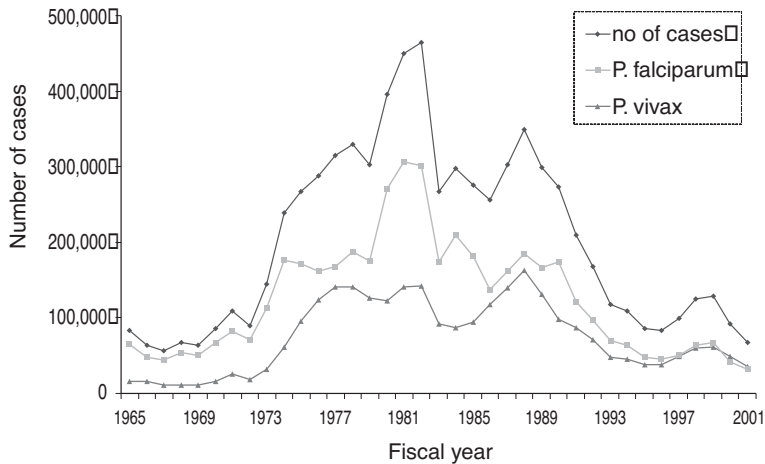 500,000
400,000
300,000
200,000
100,000
0
Number of cases
no of cases
P. falciparum
P. vivax
1965 1969 1973 1977 1981 1985 1989 1993 1997 2001
Fiscal year